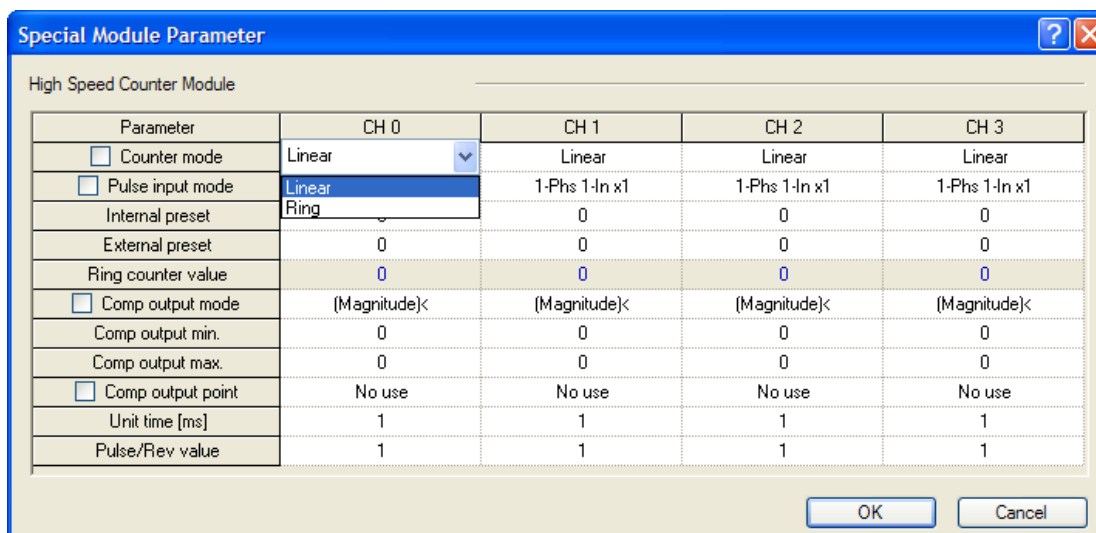 Special Module Parameter
High Speed Counter Module
Parameter CH 0 CH 1 CH 2 CH 3
Counter mode Linear Linear Linear Linear
Pulse input mode Linear 1-Phs 1-In x1 1-Phs 1-In x1 1-Phs 1-In x1
Ring
Internal preset 0 0 0
External preset 0 0 0 0
Ring counter value 0 0 0 0
Comp output mode (Magnitude)< (Magnitude)< (Magnitude)< (Magnitude)<
Comp output min. 0 0 0 0
Comp output max. 0 0 0 0
Comp output point No use No use No use No use
Unit time [ms] 1 1 1 1
Pulse/Rev value 1 1 1 1
OK Cancel